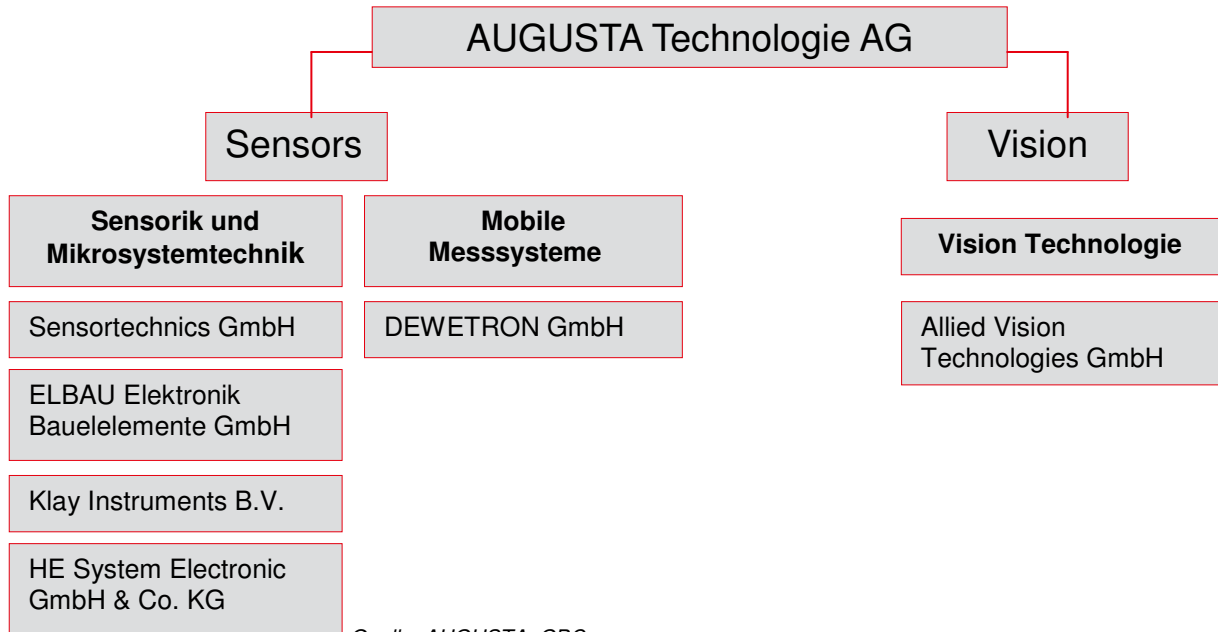 AUGUSTA Technologie AG
Sensors
Vision
Sensorik und
Mikrosystemtechnik
Mobile
Messsysteme
Vision Technologie
Sensortechnics GmbH
DEWETRON GmbH
Allied Vision
Technologies GmbH
ELBAU Elektronik
Bauelelemente GmbH
Klay Instruments B.V.
HE System Electronic
GmbH & Co. KG